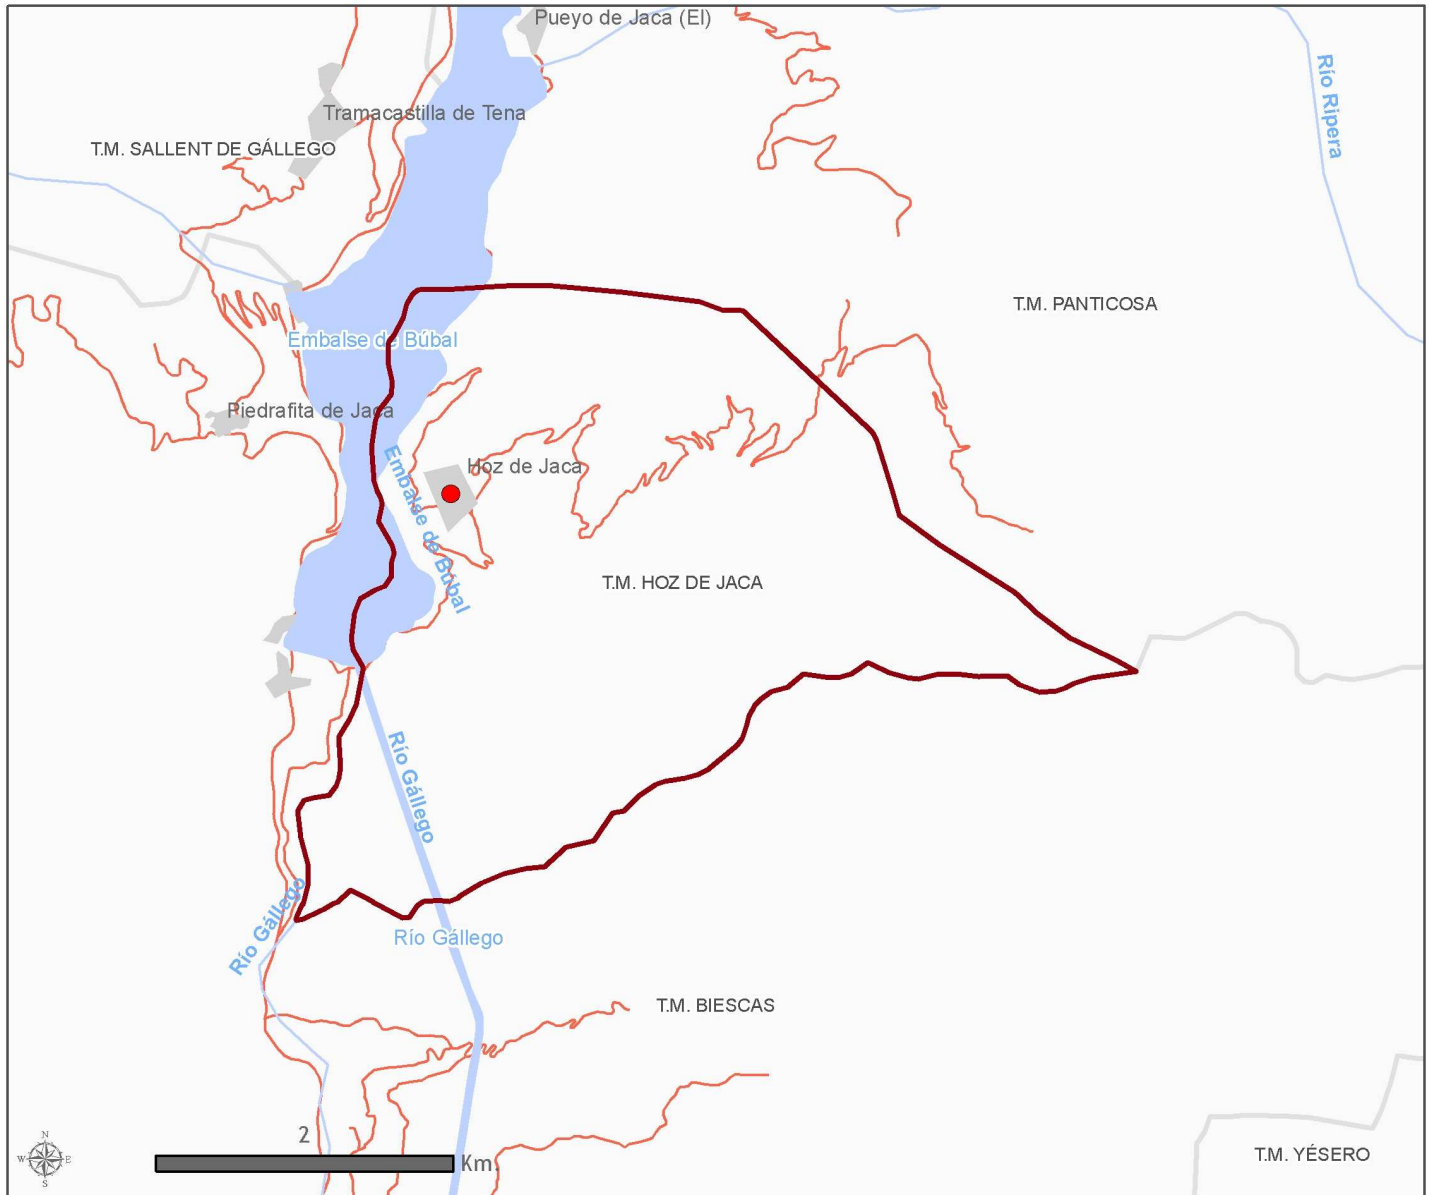 Pueyo de Jaca (El)
Río Ripera
Tramacastilla de Tena
T.M. SALLENT DE GÁLLEGO
T.M. PANTICOSA
Embalse de Búbal
Piedrafita de Jaca
Hoz de Jaca
Embalse de Búbal
T.M. HOZ DE JACA
Río Gállego
Río Gállego
Río Gállego
T.M. BIESCAS
2
Km.
N
W
E
S
T.M. YÉSERO